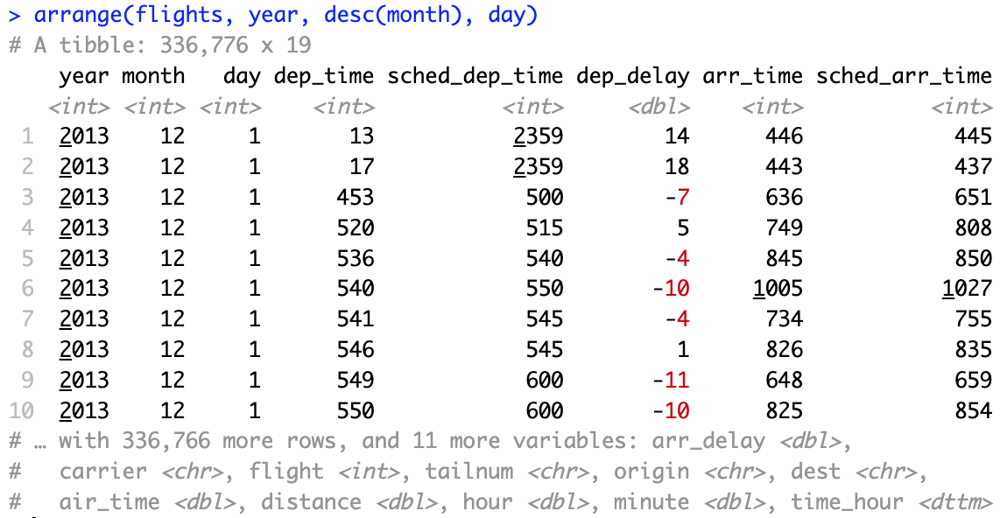 > arrange(flights, year, desc(month), day)
# A tibble: 336,776 x 19
    year month   day dep_time sched_dep_time dep_delay arr_time sched_arr_time
   <int> <int> <int>    <int>          <int>     <dbl>    <int>          <int>
 1  2013    12     1       13           2359        14      446            445
 2  2013    12     1       17           2359        18      443            437
 3  2013    12     1      453            500        -7      636            651
 4  2013    12     1      520            515         5      749            808
 5  2013    12     1      536            540        -4      845            850
 6  2013    12     1      540            550       -10     1005           1027
 7  2013    12     1      541            545        -4      734            755
 8  2013    12     1      546            545         1      826            835
 9  2013    12     1      549            600       -11      648            659
10  2013    12     1      550            600       -10      825            854
# … with 336,766 more rows, and 11 more variables: arr_delay <dbl>,
#   carrier <chr>, flight <int>, tailnum <chr>, origin <chr>, dest <chr>,
#   air_time <dbl>, distance <dbl>, hour <dbl>, minute <dbl>, time_hour <dttm>